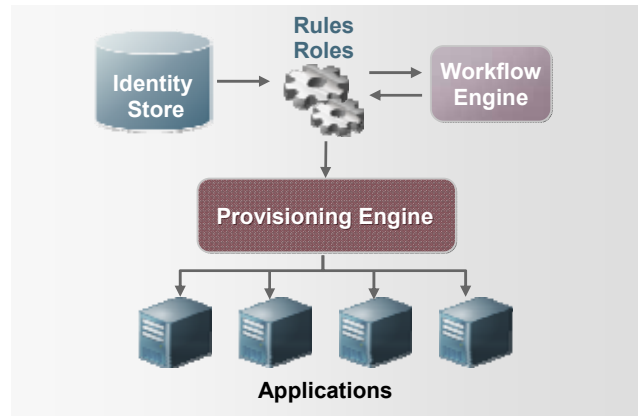 Rules
Roles
Identity
Store
Workflow
Engine
Provisioning Engine
Applications